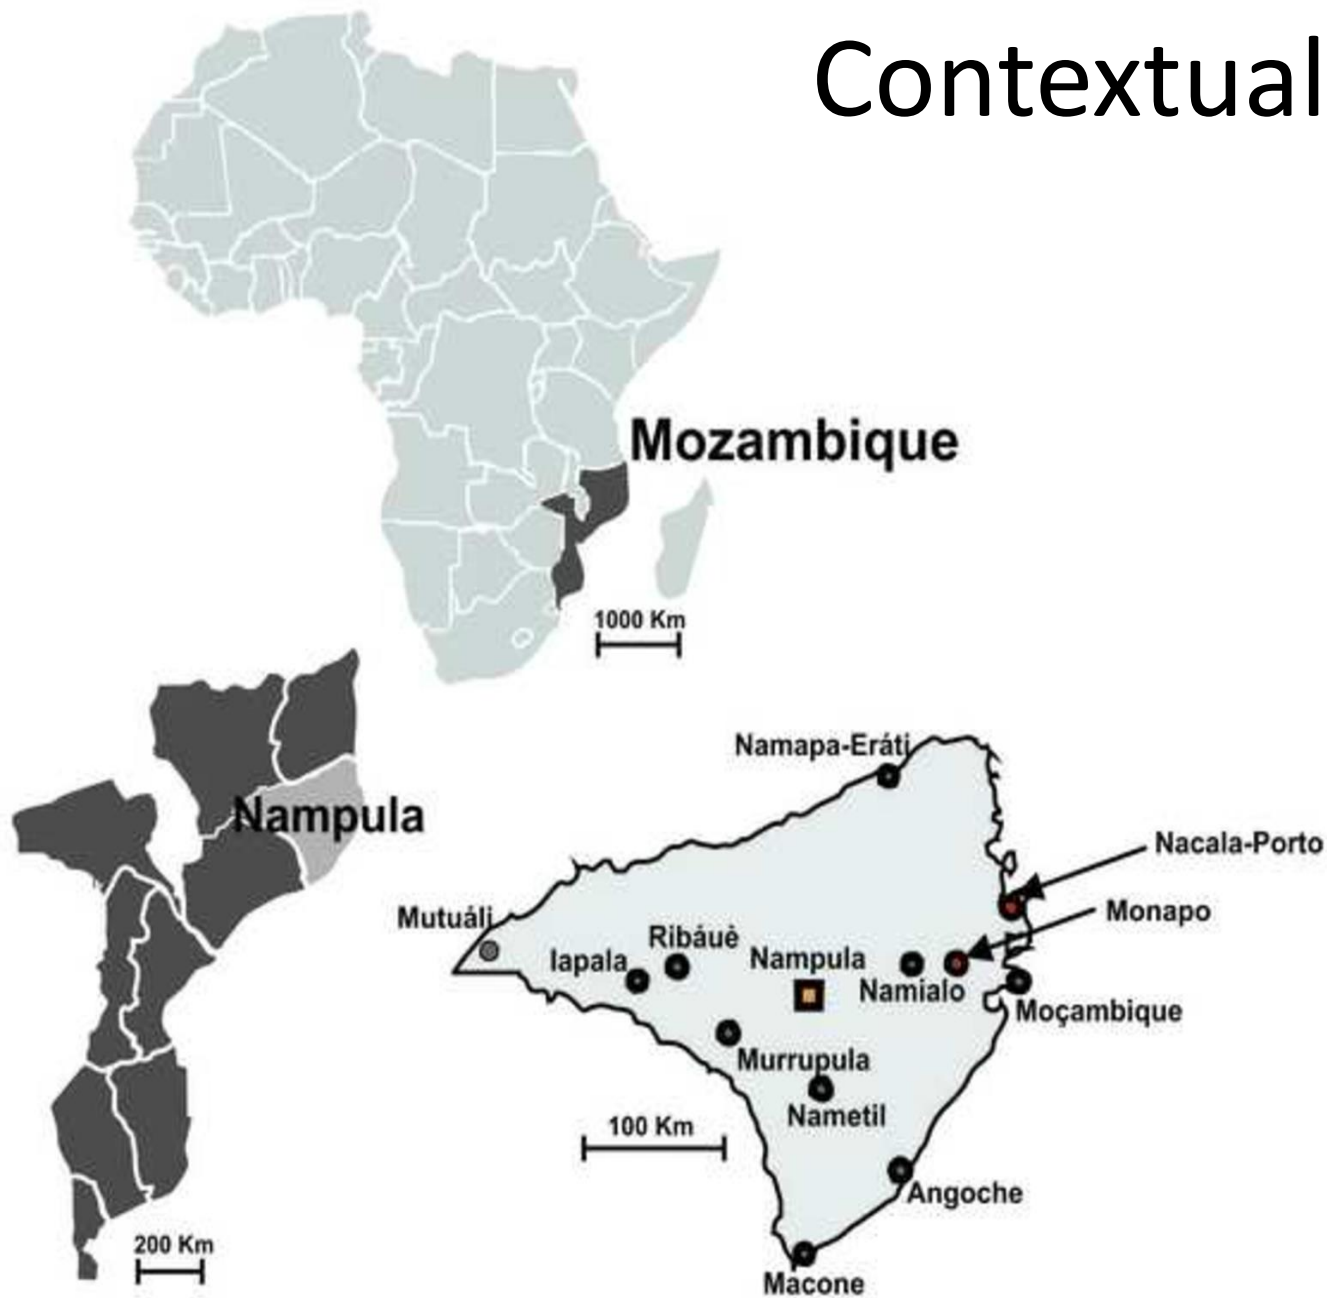 Contextual
Mozambique
1000 Km
Nampula
200 Km
Namapa-Eráti
Nacala-Porto
Monapo
Mutuáli
Ribáuè
Iapala
Nampula
Namialo
Moçambique
Murrupula
Nametil
100 Km
Angoche
Macone